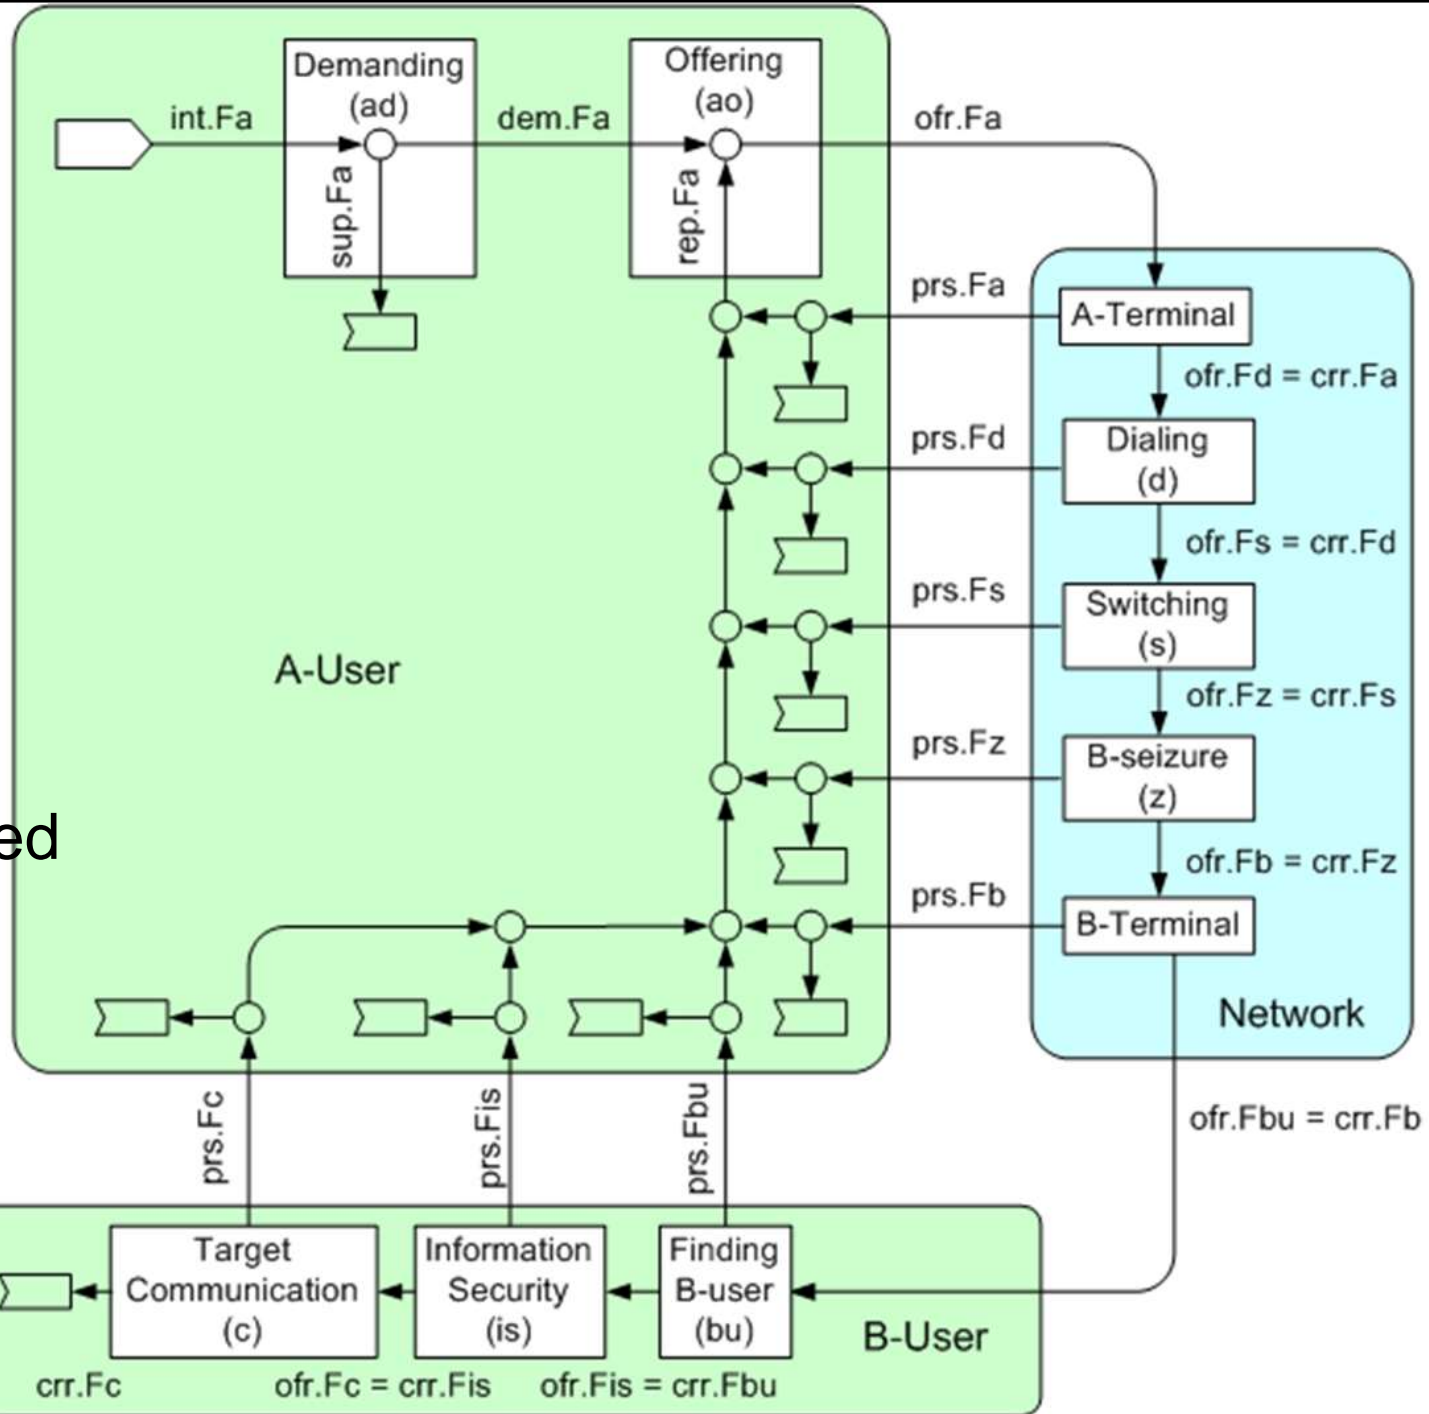 Demanding
(ad)
Offering
(ao)
int.Fa
dem.Fa
ofr.Fa
sup.Fa
rep.Fa
prs.Fa
A-Terminal
ofr.Fd = crr.Fa
prs.Fd
Dialing
(d)
ofr.Fs = crr.Fd
prs.Fs
Switching
(s)
A-User
ofr.Fz = crr.Fs
prs.Fz
B-seizure
(z)
ed
ofr.Fb = crr.Fz
prs.Fb
B-Terminal
Network
prs.Fc
prs.Fis
prs.Fbu
ofr.Fbu = crr.Fb
Target
Communication
(c)
Information
Security
(is)
Finding
B-user
(bu)
B-User
crr.Fc
ofr.Fc = crr.Fis
ofr.Fis = crr.Fbu